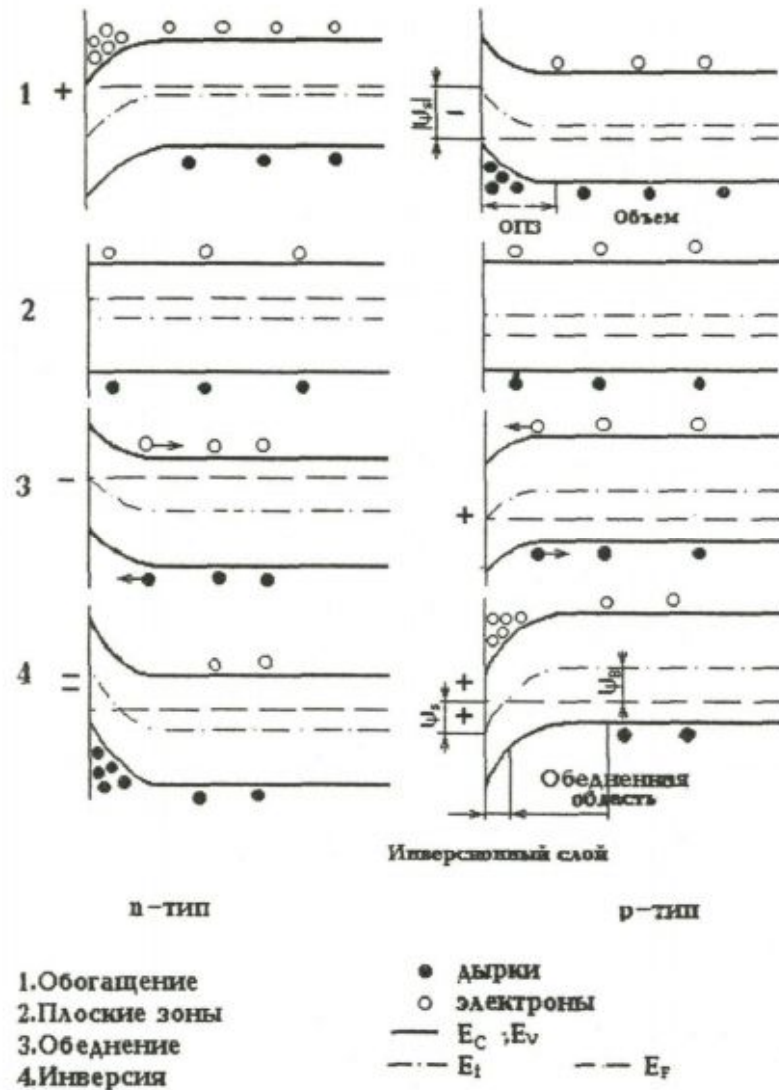 1 +
|ψs| −
ОПЗ
Объем
2
3 −
+
4 =
ψs
+
+
ψB
Обедненная
область
Инверсионный слой
n-тип
p-тип
1.Обогащение
2.Плоские зоны
3.Обеднение
4.Инверсия
дырки
электроны
EC ;Ev
Ei
EF